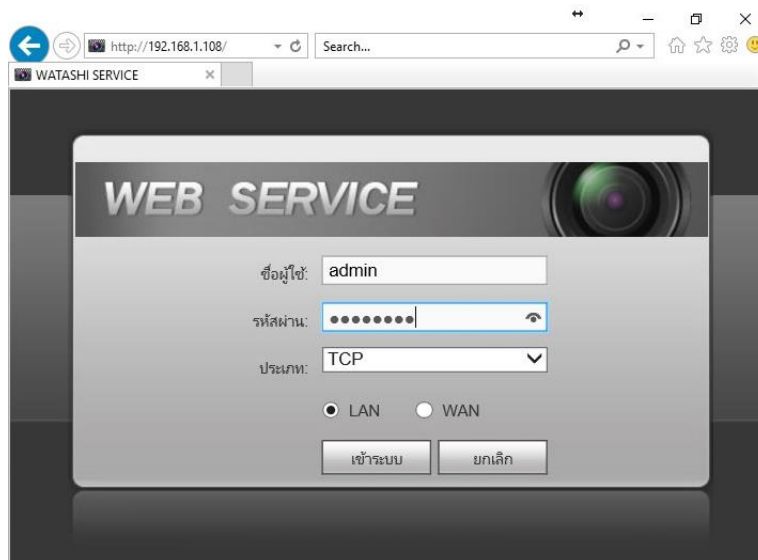 http://192.168.1.108/
Search...
WATASHI SERVICE
WEB SERVICE
ชื่อผู้ใช้: admin
รหัสผ่าน: ●●●●●●●●
ประเภท: TCP
LAN WAN
เข้าระบบ ยกเลิก